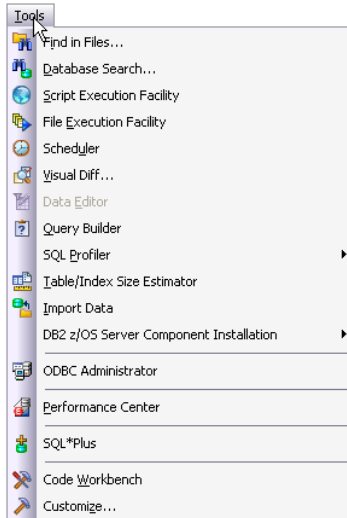 Tools
Find in Files...
Database Search...
Script Execution Facility
File Execution Facility
Scheduler
Visual Diff...
Data Editor
Query Builder
SQL Profiler
Table/Index Size Estimator
Import Data
DB2 z/OS Server Component Installation
ODBC Administrator
Performance Center
SQL*Plus
Code Workbench
Customize...